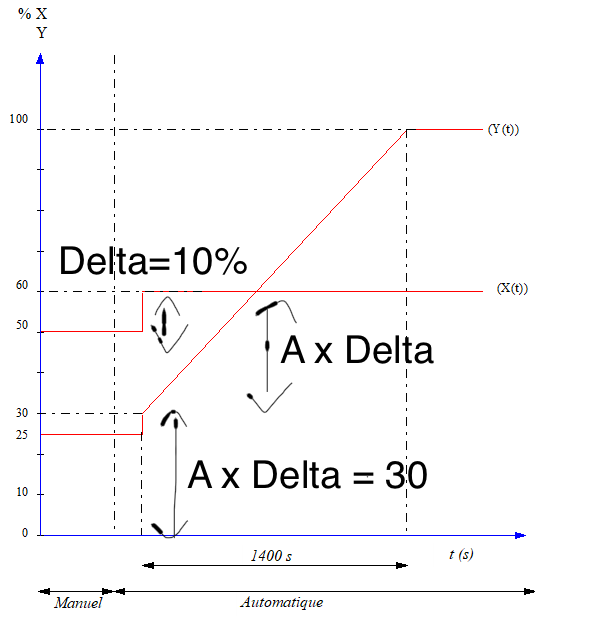 % X
Y
100
(Y(t))
Delta=10%
60
(X(t))
50
A x Delta
30
25
A x Delta = 30
10
0
1400 s
t (s)
Manuel
Automatique